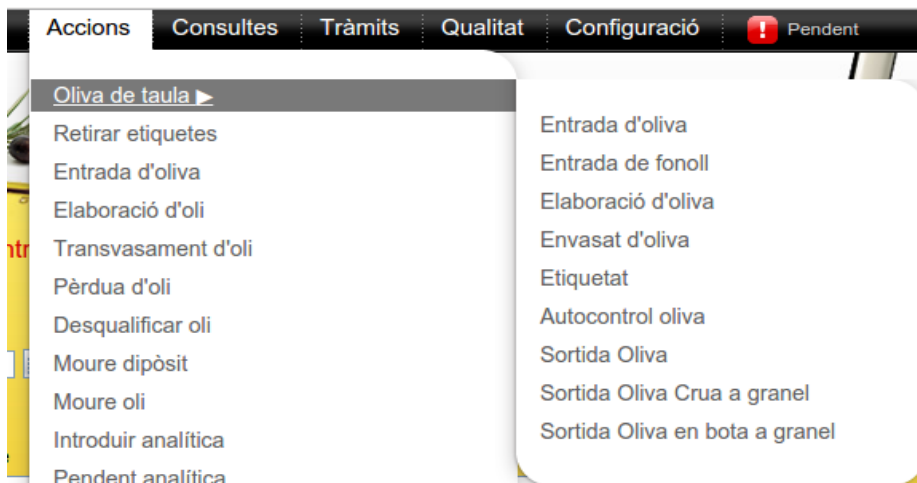 Accions Consultes Tràmits Qualitat Configuració ! Pendent
Oliva de taula ▶
Retirar etiquetes
Entrada d'oliva
Elaboració d'oli
Transvasament d'oli
Pèrdua d'oli
Desqualificar oli
Moure dipòsit
Moure oli
Introduir analítica
Pendent analítica
Entrada d'oliva
Entrada de fonoll
Elaboració d'oliva
Envasat d'oliva
Etiquetat
Autocontrol oliva
Sortida Oliva
Sortida Oliva Crua a granel
Sortida Oliva en bota a granel